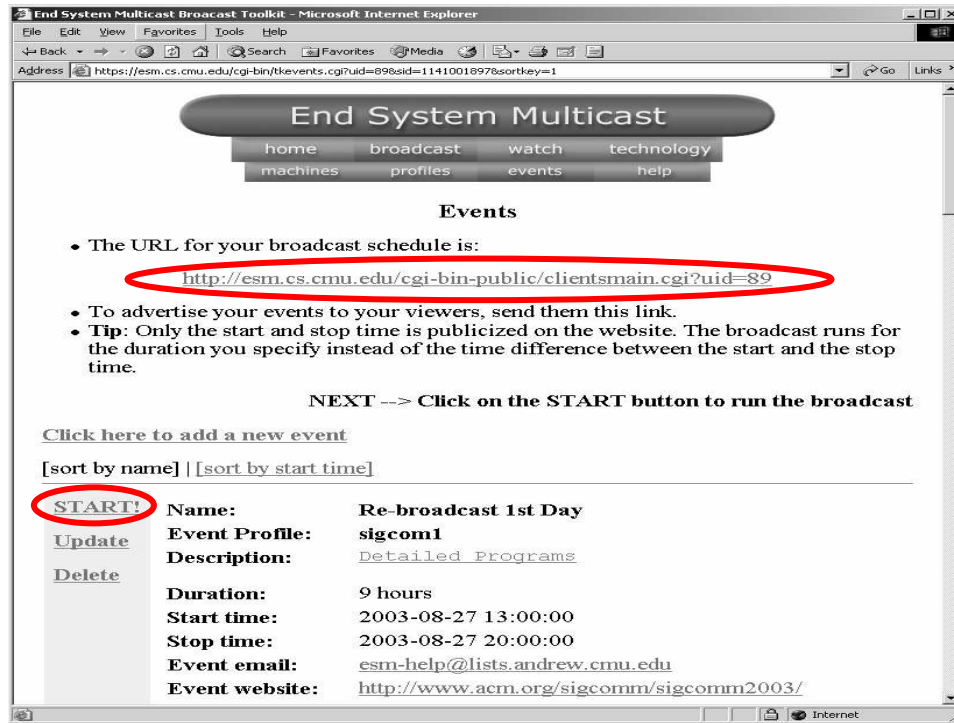 End System Multicast Broacast Toolkit - Microsoft Internet Explorer
File Edit View Favorites Tools Help
Back Search Favorites Media
Address https://esm.cs.cmu.edu/cgi-bin/tkevents.cgi?uid=89&sid=1141001897&sortkey=1 Go Links
End System Multicast
home broadcast watch technology
machines profiles events help
Events
• The URL for your broadcast schedule is:
http://esm.cs.cmu.edu/cgi-bin-public/clientsmain.cgi?uid=89
• To advertise your events to your viewers, send them this link.
• Tip: Only the start and stop time is publicized on the website. The broadcast runs for
the duration you specify instead of the time difference between the start and the stop
time.
NEXT --> Click on the START button to run the broadcast
Click here to add a new event
[sort by name] | [sort by start time]
START!
Update
Delete
Name: Re-broadcast 1st Day
Event Profile: sigcom1
Description: Detailed Programs
Duration: 9 hours
Start time: 2003-08-27 13:00:00
Stop time: 2003-08-27 20:00:00
Event email: esm-help@lists.andrew.cmu.edu
Event website: http://www.acm.org/sigcomm/sigcomm2003/
Internet